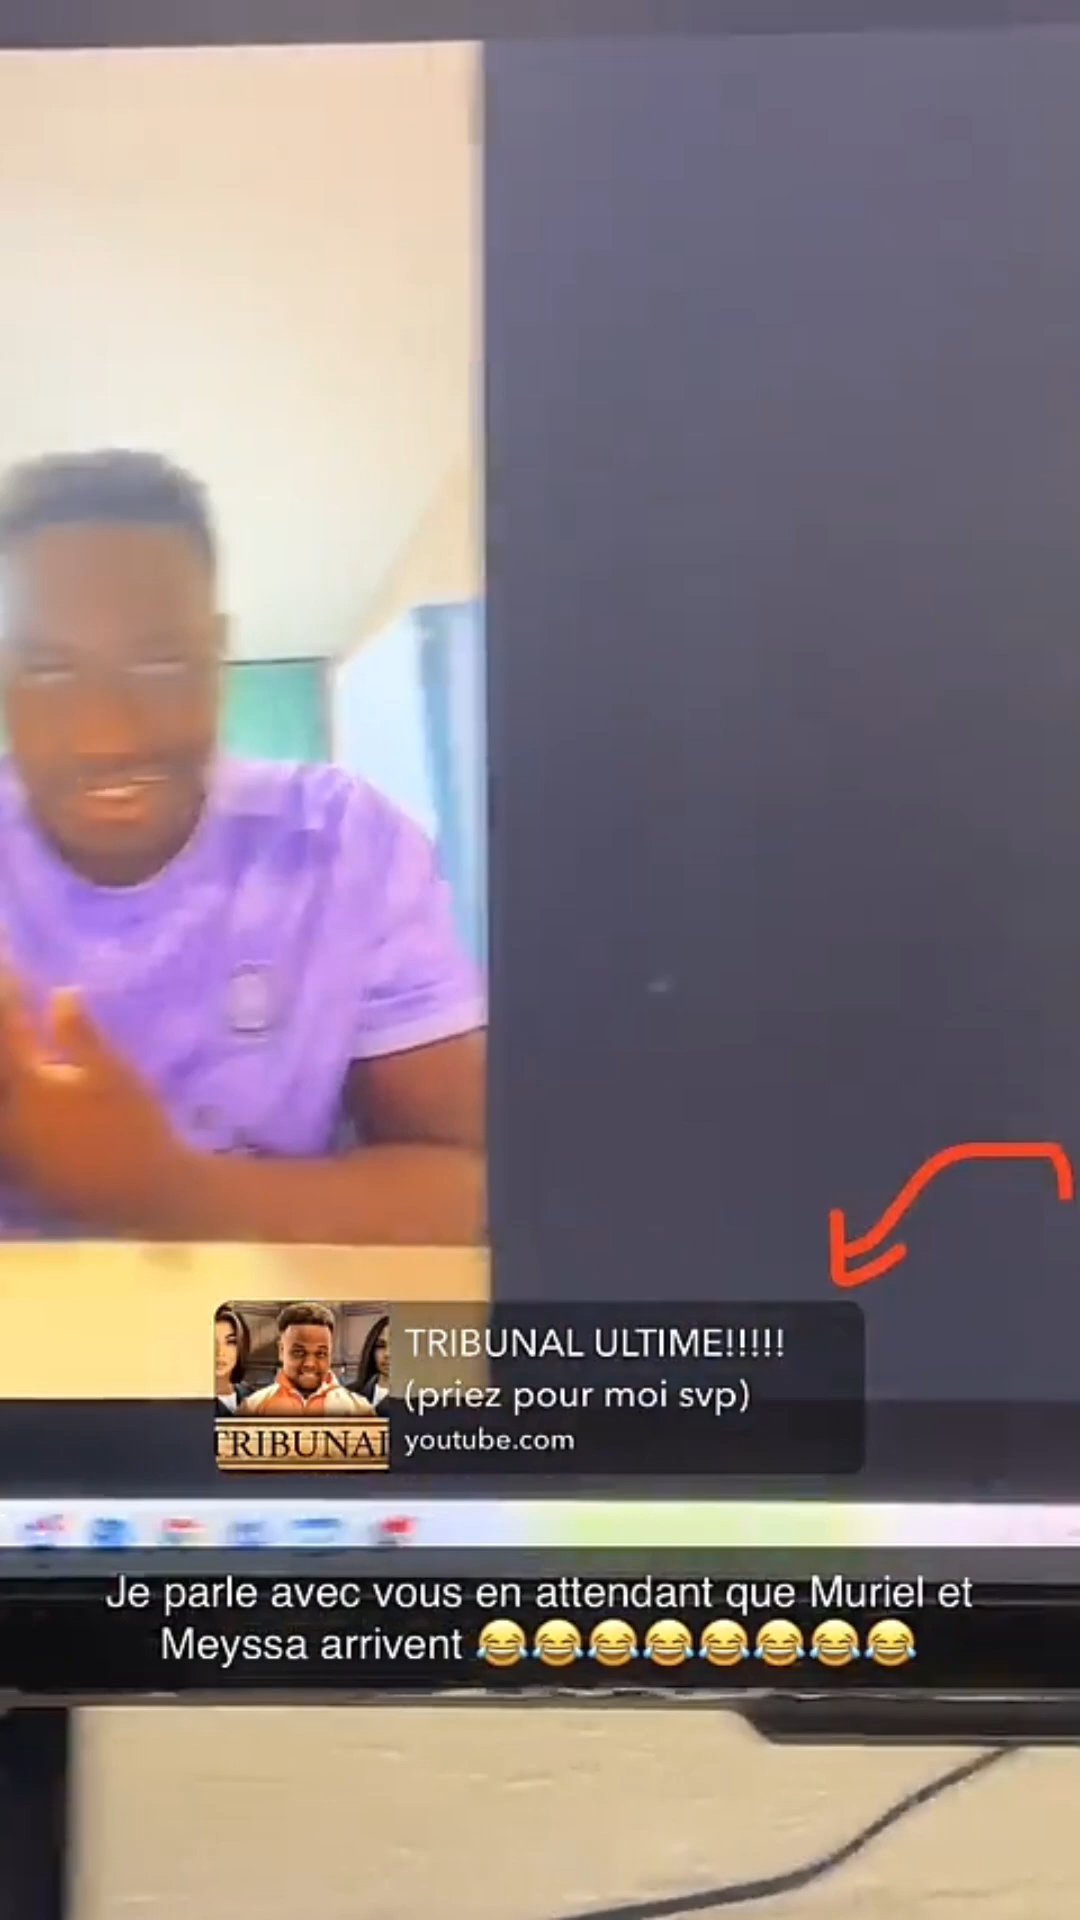 TRIBUNAL ULTIME!!!!!
(priez pour moi svp)
TRIBUNAL
youtube.com
Je parle avec vous en attendant que Muriel et
Meyssa arrivent 😂😂😂😂😂😂😂😂